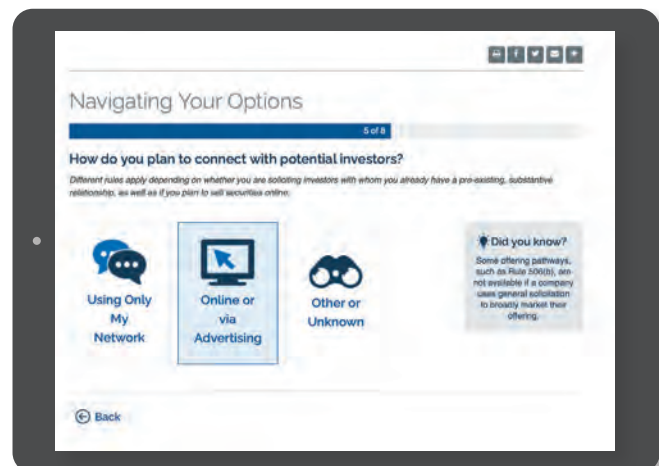 Navigating Your Options
5 of 8
How do you plan to connect with potential investors?
Different rules apply depending on whether you are soliciting investors with whom you already have a pre-existing, substantive
relationship, as well as if you plan to sell securities online.
Using Only
My
Network
Online or
via
Advertising
Other or
Unknown
Did you know?
Some offering pathways,
such as Rule 506(b), are
not available if a company
uses general solicitation
to broadly market their
offering.
Back